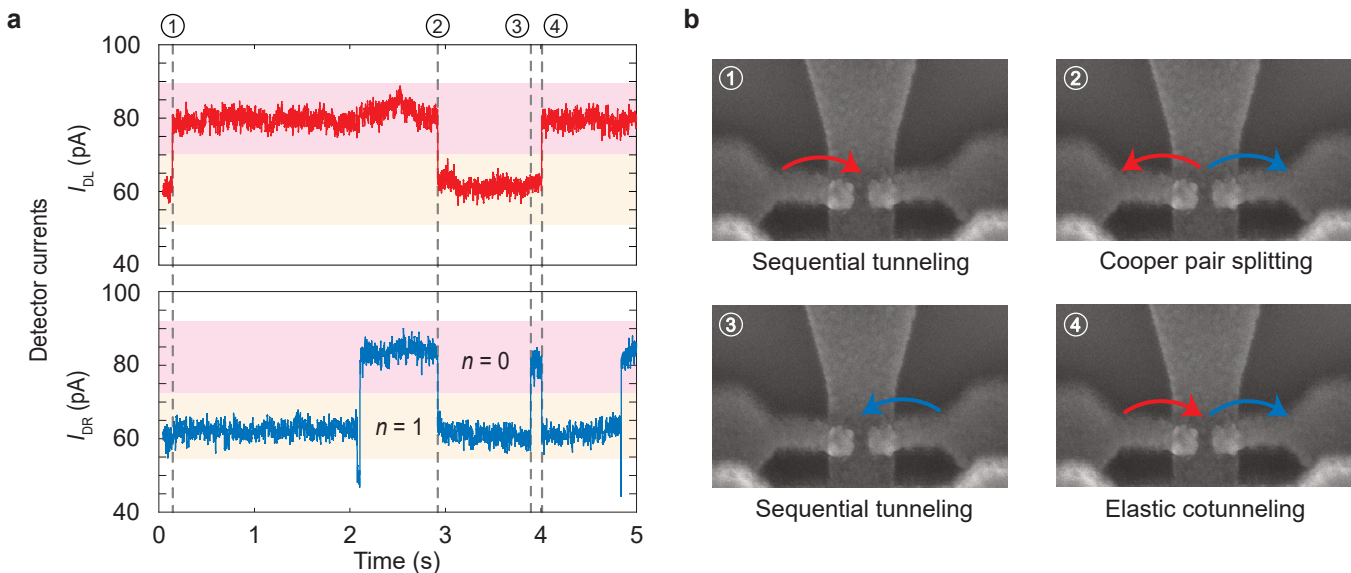 a
① ② ③ ④
100
80
60
40
I_DL (pA)
100
80
60
40
I_DR (pA)
n = 0
n = 1
Detector currents
0 1 2 3 4 5
Time (s)
b
①
Sequential tunneling
②
Cooper pair splitting
③
Sequential tunneling
④
Elastic cotunneling